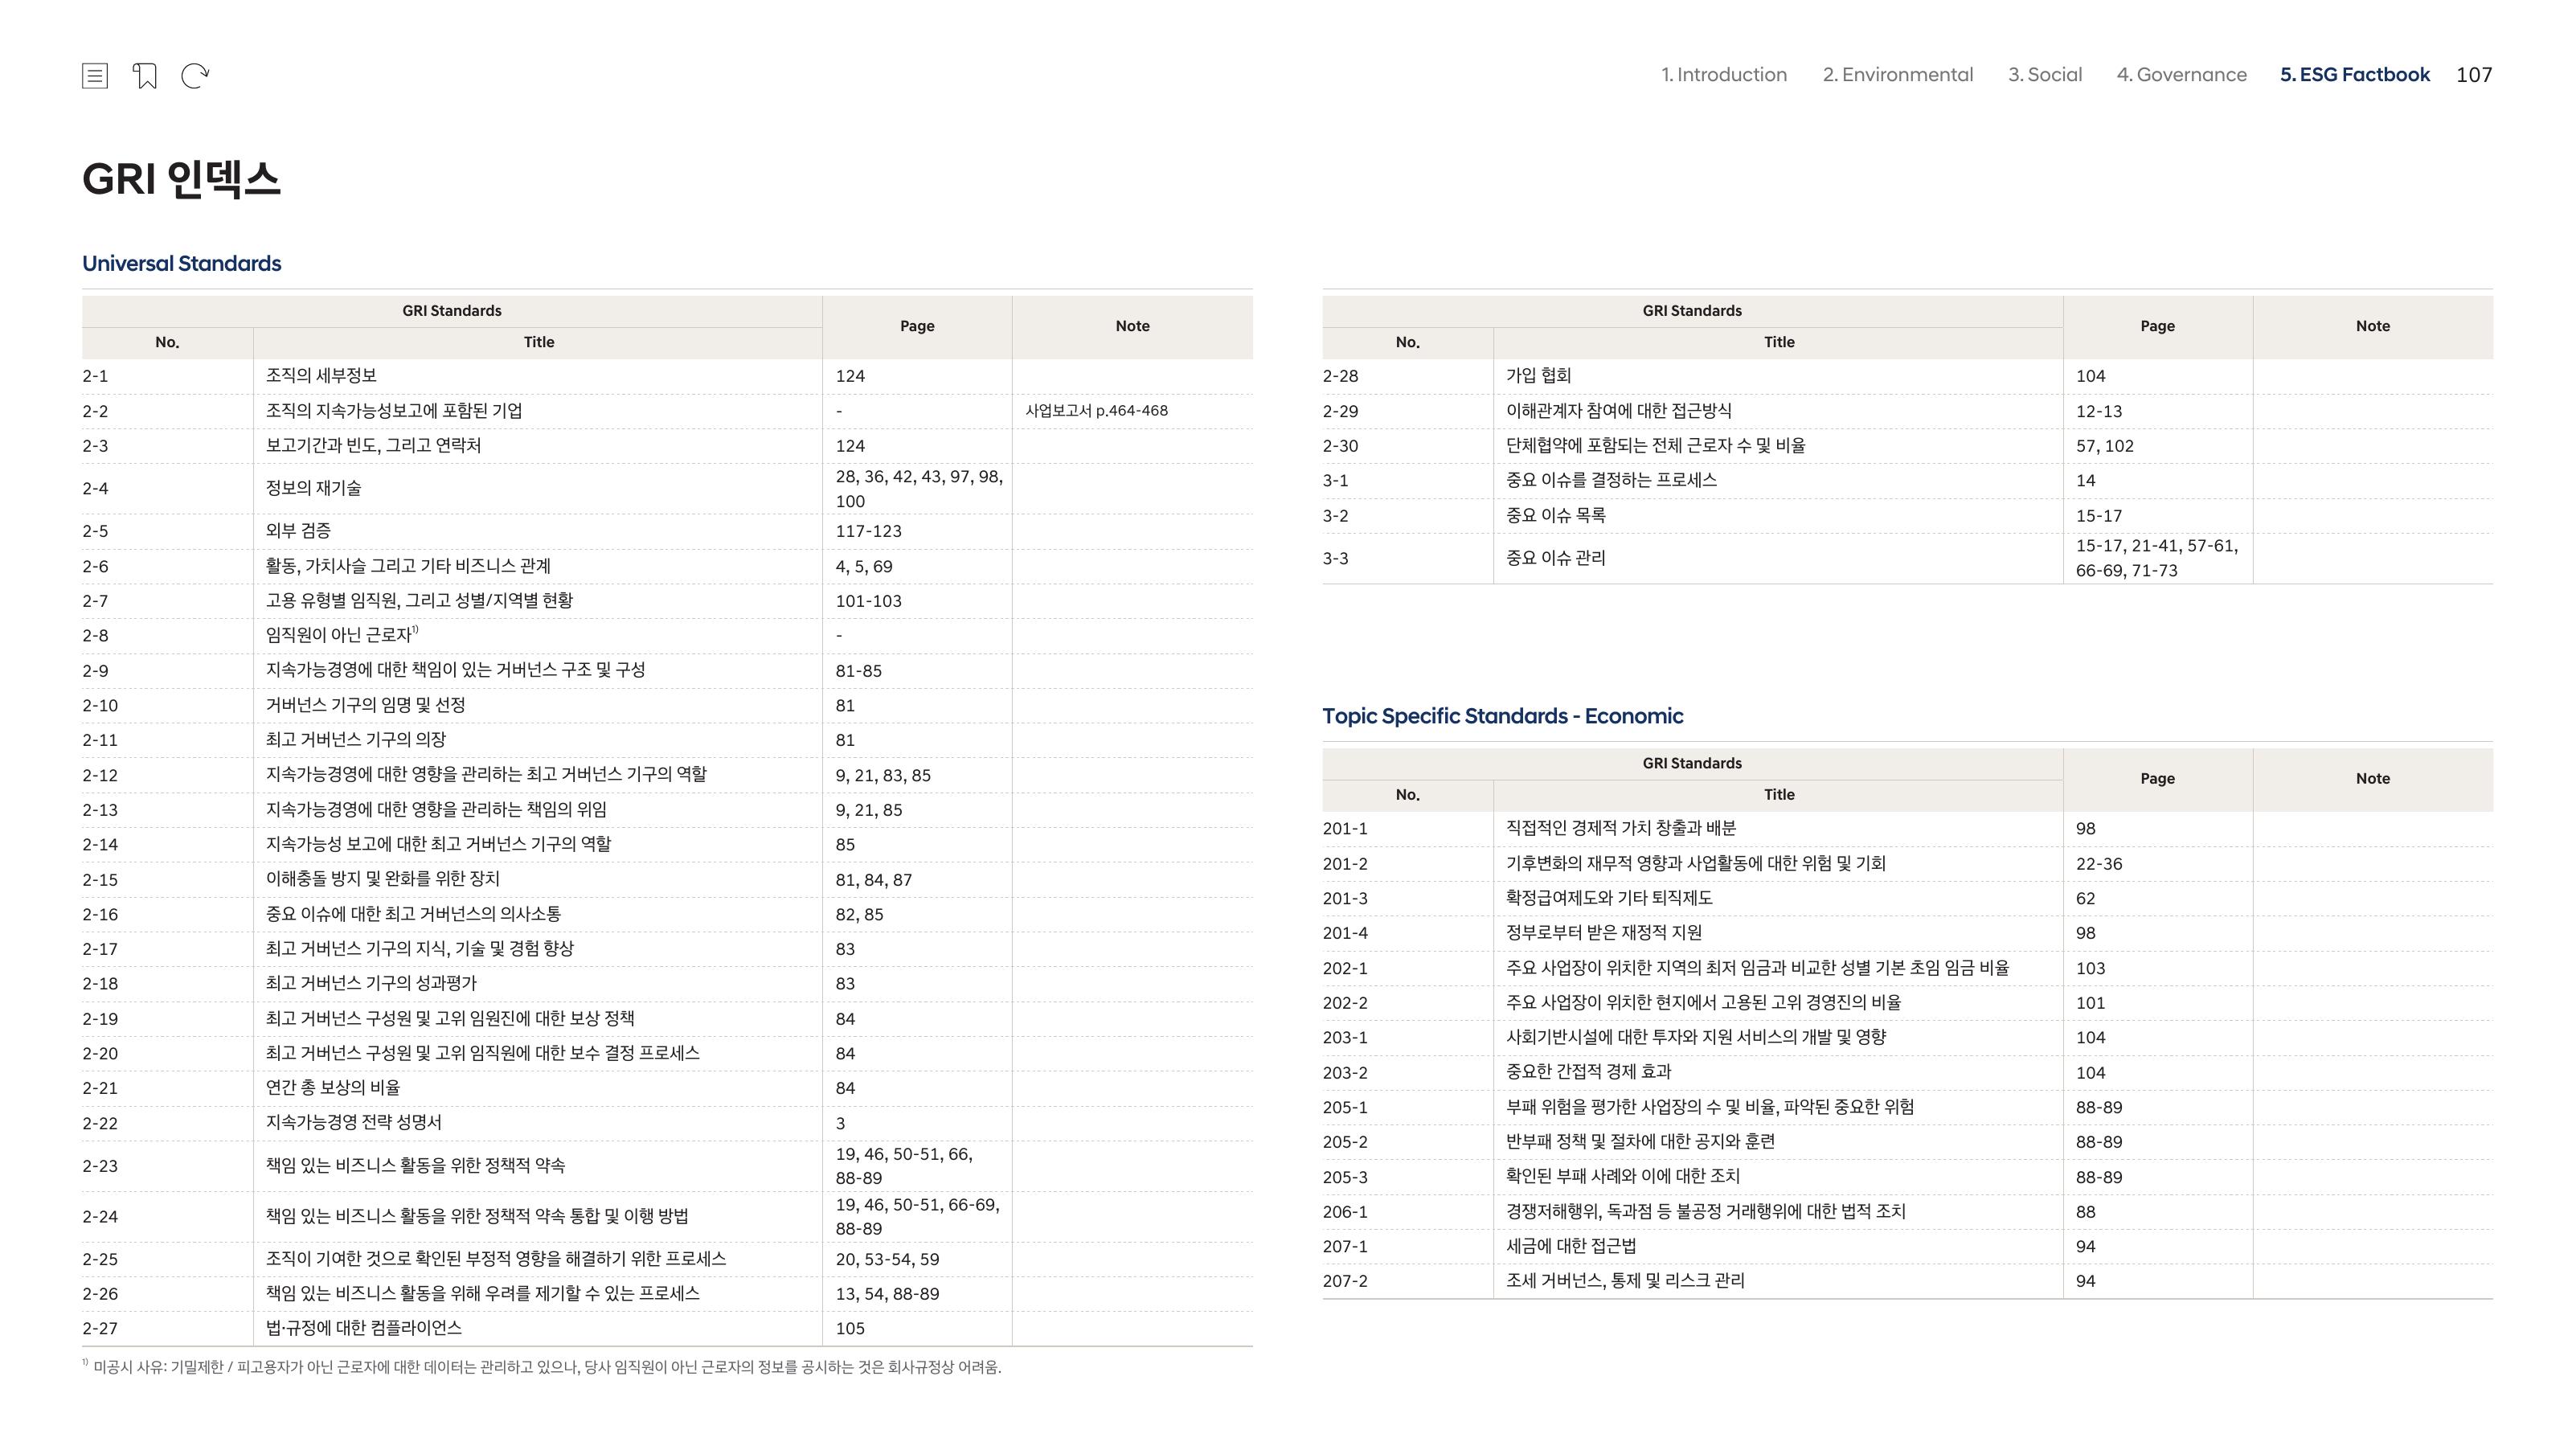 1. Introduction 2. Environmental 3. Social 4. Governance 5. ESG Factbook 107
GRI 인덱스
Universal Standards
GRI Standards Page Note
No. Title
2-1 조직의 세부정보 124
2-2 조직의 지속가능성보고에 포함된 기업 - 사업보고서 p.464-468
2-3 보고기간과 빈도, 그리고 연락처 124
2-4 정보의 재기술 28, 36, 42, 43, 97, 98,
100
2-5 외부 검증 117-123
2-6 활동, 가치사슬 그리고 기타 비즈니스 관계 4, 5, 69
2-7 고용 유형별 임직원, 그리고 성별/지역별 현황 101-103
2-8 임직원이 아닌 근로자1) -
2-9 지속가능경영에 대한 책임이 있는 거버넌스 구조 및 구성 81-85
2-10 거버넌스 기구의 임명 및 선정 81
2-11 최고 거버넌스 기구의 의장 81
2-12 지속가능경영에 대한 영향을 관리하는 최고 거버넌스 기구의 역할 9, 21, 83, 85
2-13 지속가능경영에 대한 영향을 관리하는 책임의 위임 9, 21, 85
2-14 지속가능성 보고에 대한 최고 거버넌스 기구의 역할 85
2-15 이해충돌 방지 및 완화를 위한 장치 81, 84, 87
2-16 중요 이슈에 대한 최고 거버넌스의 의사소통 82, 85
2-17 최고 거버넌스 기구의 지식, 기술 및 경험 향상 83
2-18 최고 거버넌스 기구의 성과평가 83
2-19 최고 거버넌스 구성원 및 고위 임원진에 대한 보상 정책 84
2-20 최고 거버넌스 구성원 및 고위 임직원에 대한 보수 결정 프로세스 84
2-21 연간 총 보상의 비율 84
2-22 지속가능경영 전략 성명서 3
2-23 책임 있는 비즈니스 활동을 위한 정책적 약속 19, 46, 50-51, 66,
88-89
2-24 책임 있는 비즈니스 활동을 위한 정책적 약속 통합 및 이행 방법 19, 46, 50-51, 66-69,
88-89
2-25 조직이 기여한 것으로 확인된 부정적 영향을 해결하기 위한 프로세스 20, 53-54, 59
2-26 책임 있는 비즈니스 활동을 위해 우려를 제기할 수 있는 프로세스 13, 54, 88-89
2-27 법·규정에 대한 컴플라이언스 105
1) 미공시 사유: 기밀제한 / 피고용자가 아닌 근로자에 대한 데이터는 관리하고 있으나, 당사 임직원이 아닌 근로자의 정보를 공시하는 것은 회사규정상 어려움.
GRI Standards Page Note
No. Title
2-28 가입 협회 104
2-29 이해관계자 참여에 대한 접근방식 12-13
2-30 단체협약에 포함되는 전체 근로자 수 및 비율 57, 102
3-1 중요 이슈를 결정하는 프로세스 14
3-2 중요 이슈 목록 15-17
3-3 중요 이슈 관리 15-17, 21-41, 57-61,
66-69, 71-73
Topic Specific Standards - Economic
GRI Standards Page Note
No. Title
201-1 직접적인 경제적 가치 창출과 배분 98
201-2 기후변화의 재무적 영향과 사업활동에 대한 위험 및 기회 22-36
201-3 확정급여제도와 기타 퇴직제도 62
201-4 정부로부터 받은 재정적 지원 98
202-1 주요 사업장이 위치한 지역의 최저 임금과 비교한 성별 기본 초임 임금 비율 103
202-2 주요 사업장이 위치한 현지에서 고용된 고위 경영진의 비율 101
203-1 사회기반시설에 대한 투자와 지원 서비스의 개발 및 영향 104
203-2 중요한 간접적 경제 효과 104
205-1 부패 위험을 평가한 사업장의 수 및 비율, 파악된 중요한 위험 88-89
205-2 반부패 정책 및 절차에 대한 공지와 훈련 88-89
205-3 확인된 부패 사례와 이에 대한 조치 88-89
206-1 경쟁저해행위, 독과점 등 불공정 거래행위에 대한 법적 조치 88
207-1 세금에 대한 접근법 94
207-2 조세 거버넌스, 통제 및 리스크 관리 94